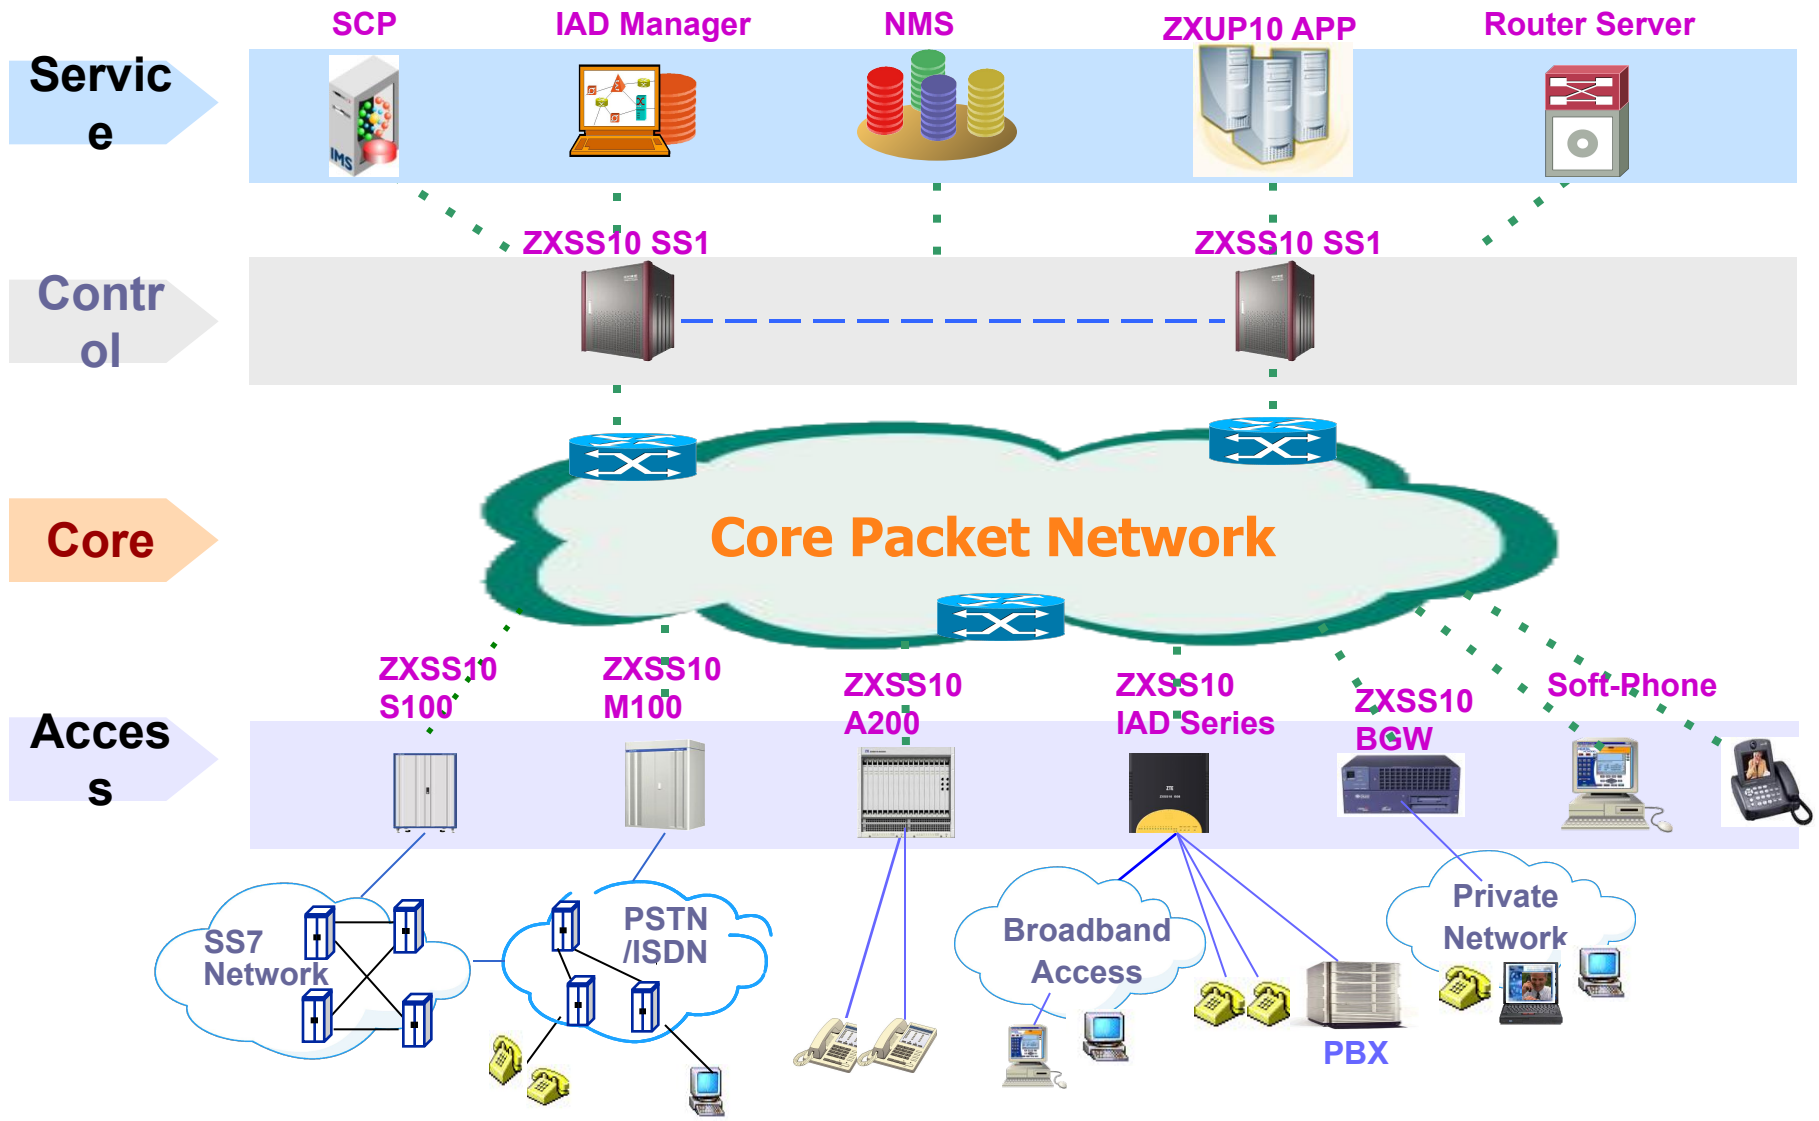 SCP
IAD Manager
NMS
ZXUP10 APP
Router Server
Servic
e
IMS
ZXSS10 SS1
ZXSS10 SS1
Contr
ol
Core
Core Packet Network
ZXSS10
S100
ZXSS10
M100
ZXSS10
A200
ZXSS10
IAD Series
ZXSS10
BGW
Soft-Phone
Acces
s
ZTE
SS7
Network
PSTN
/ISDN
Broadband
Access
PBX
Private
Network